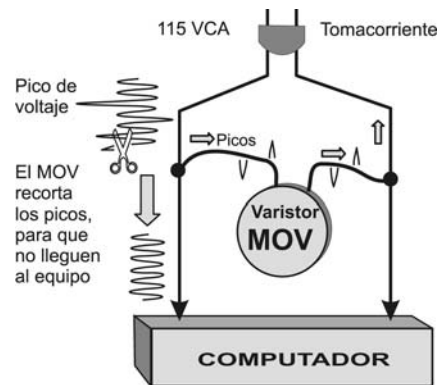 115 VCA
Tomacorriente
Pico de
voltaje
Picos
El MOV
recorta
los picos,
para que
no lleguen
al equipo
Varistor
MOV
COMPUTADOR